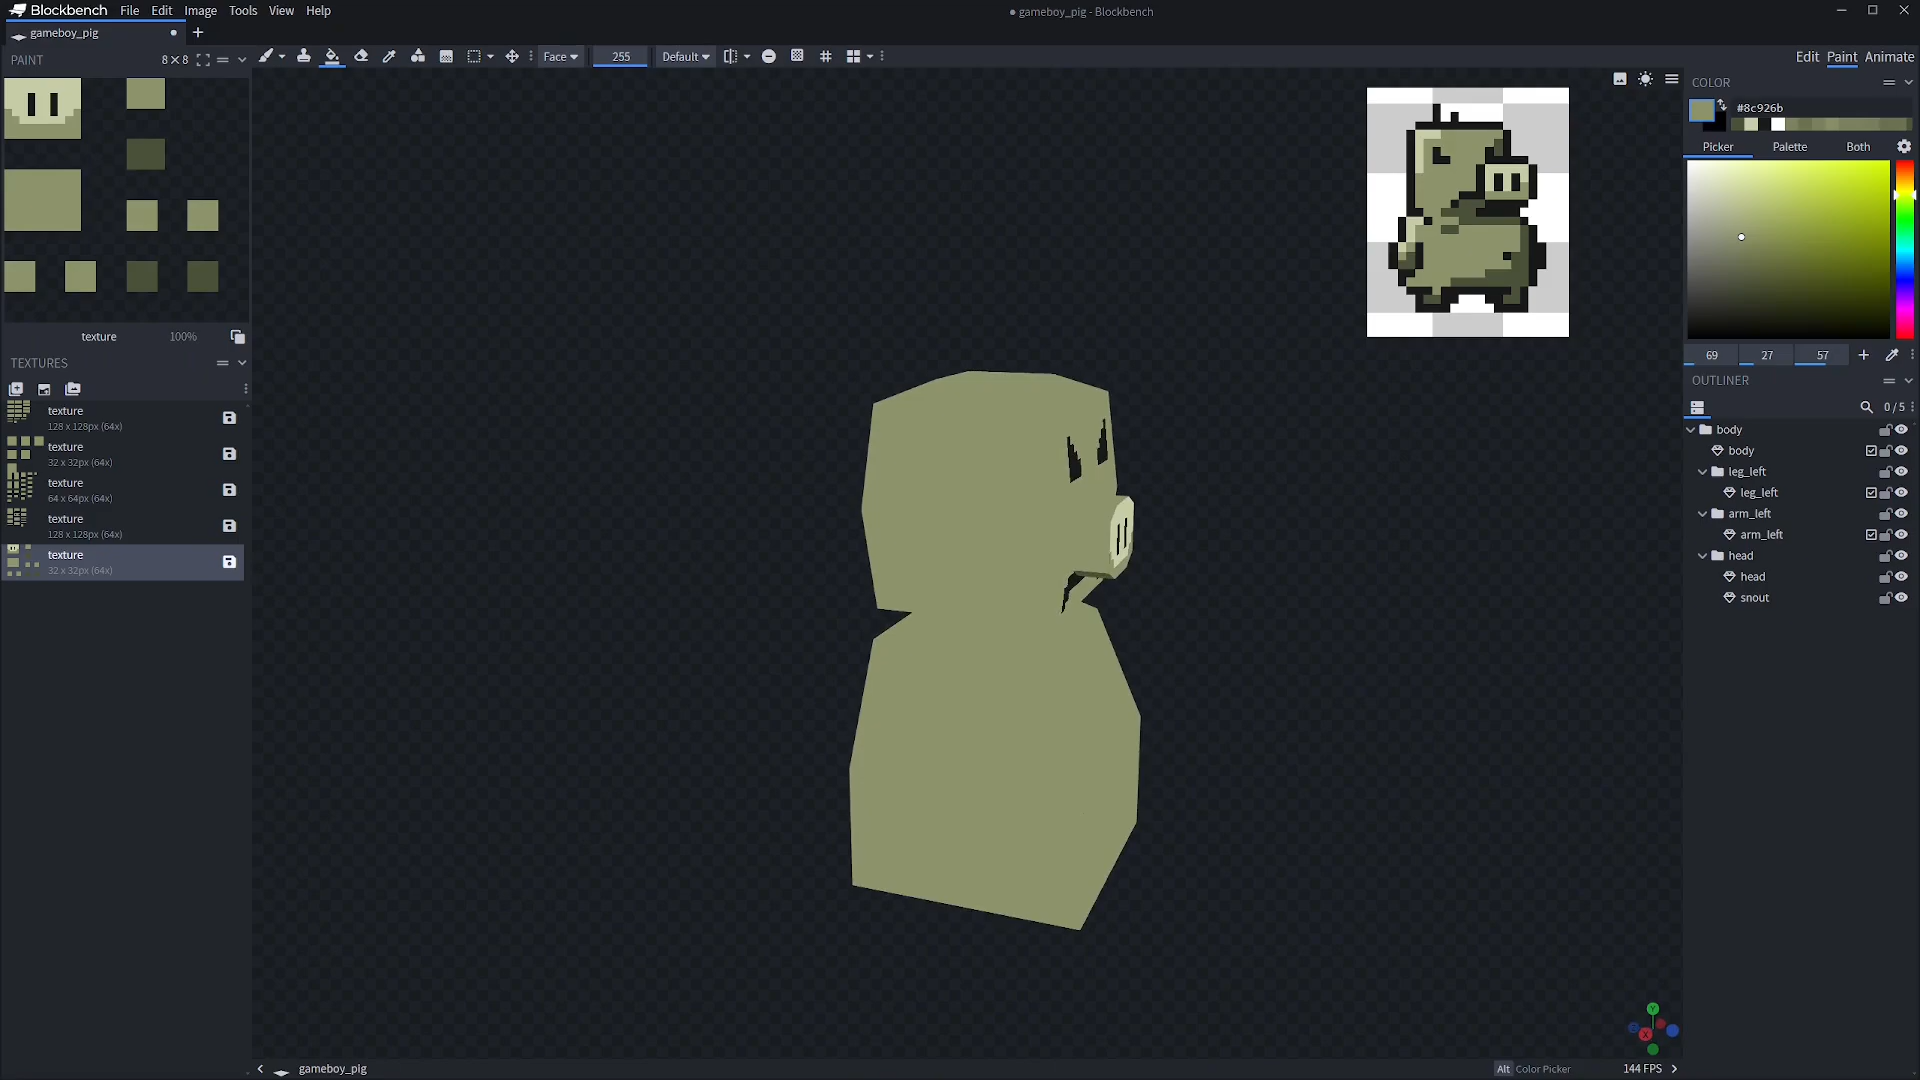 Blockbench File Edit Image Tools View Help
● gameboy_pig - Blockbench
gameboy_pig
PAINT 8×8
Face 255 Default
Edit Paint Animate
COLOR
#8c926b
Picker Palette Both
69 27 57
texture 100%
TEXTURES
texture
128 x 128px (64x)
texture
32 x 32px (64x)
texture
64 x 64px (64x)
texture
128 x 128px (64x)
texture
32 x 32px (64x)
OUTLINER
0/5
body
body
leg_left
leg_left
arm_left
arm_left
head
head
snout
Y
Z
X
gameboy_pig
Alt Color Picker
144 FPS